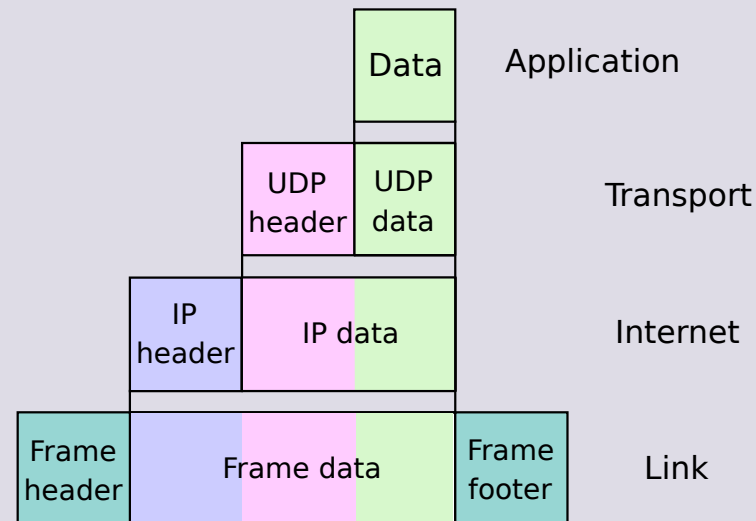 Data
Application
UDP
header
UDP
data
Transport
IP
header
IP data
Internet
Frame
header
Frame data
Frame
footer
Link